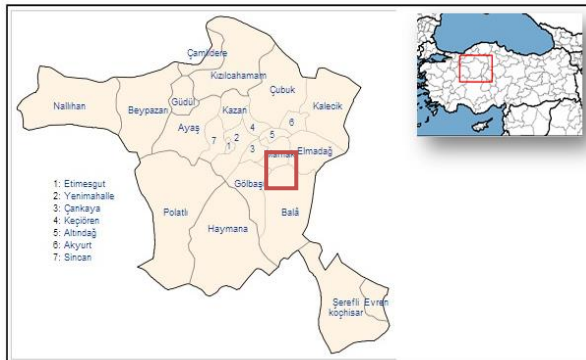 Çamlıdere
Kızılcahamam
Çubuk
Nallıhan
Beypazarı
Güdül
Kazan
Kalecik
Ayaş
4
6
5
7
2
1
3
Elmadağ
Gölbaşı
1: Etimesgut
2: Yenimahalle
3: Çankaya
4: Keçiören
5: Altındağ
6: Akyurt
7: Sincan
Polatlı
Haymana
Balâ
Şerefli
koçhisar
Evren